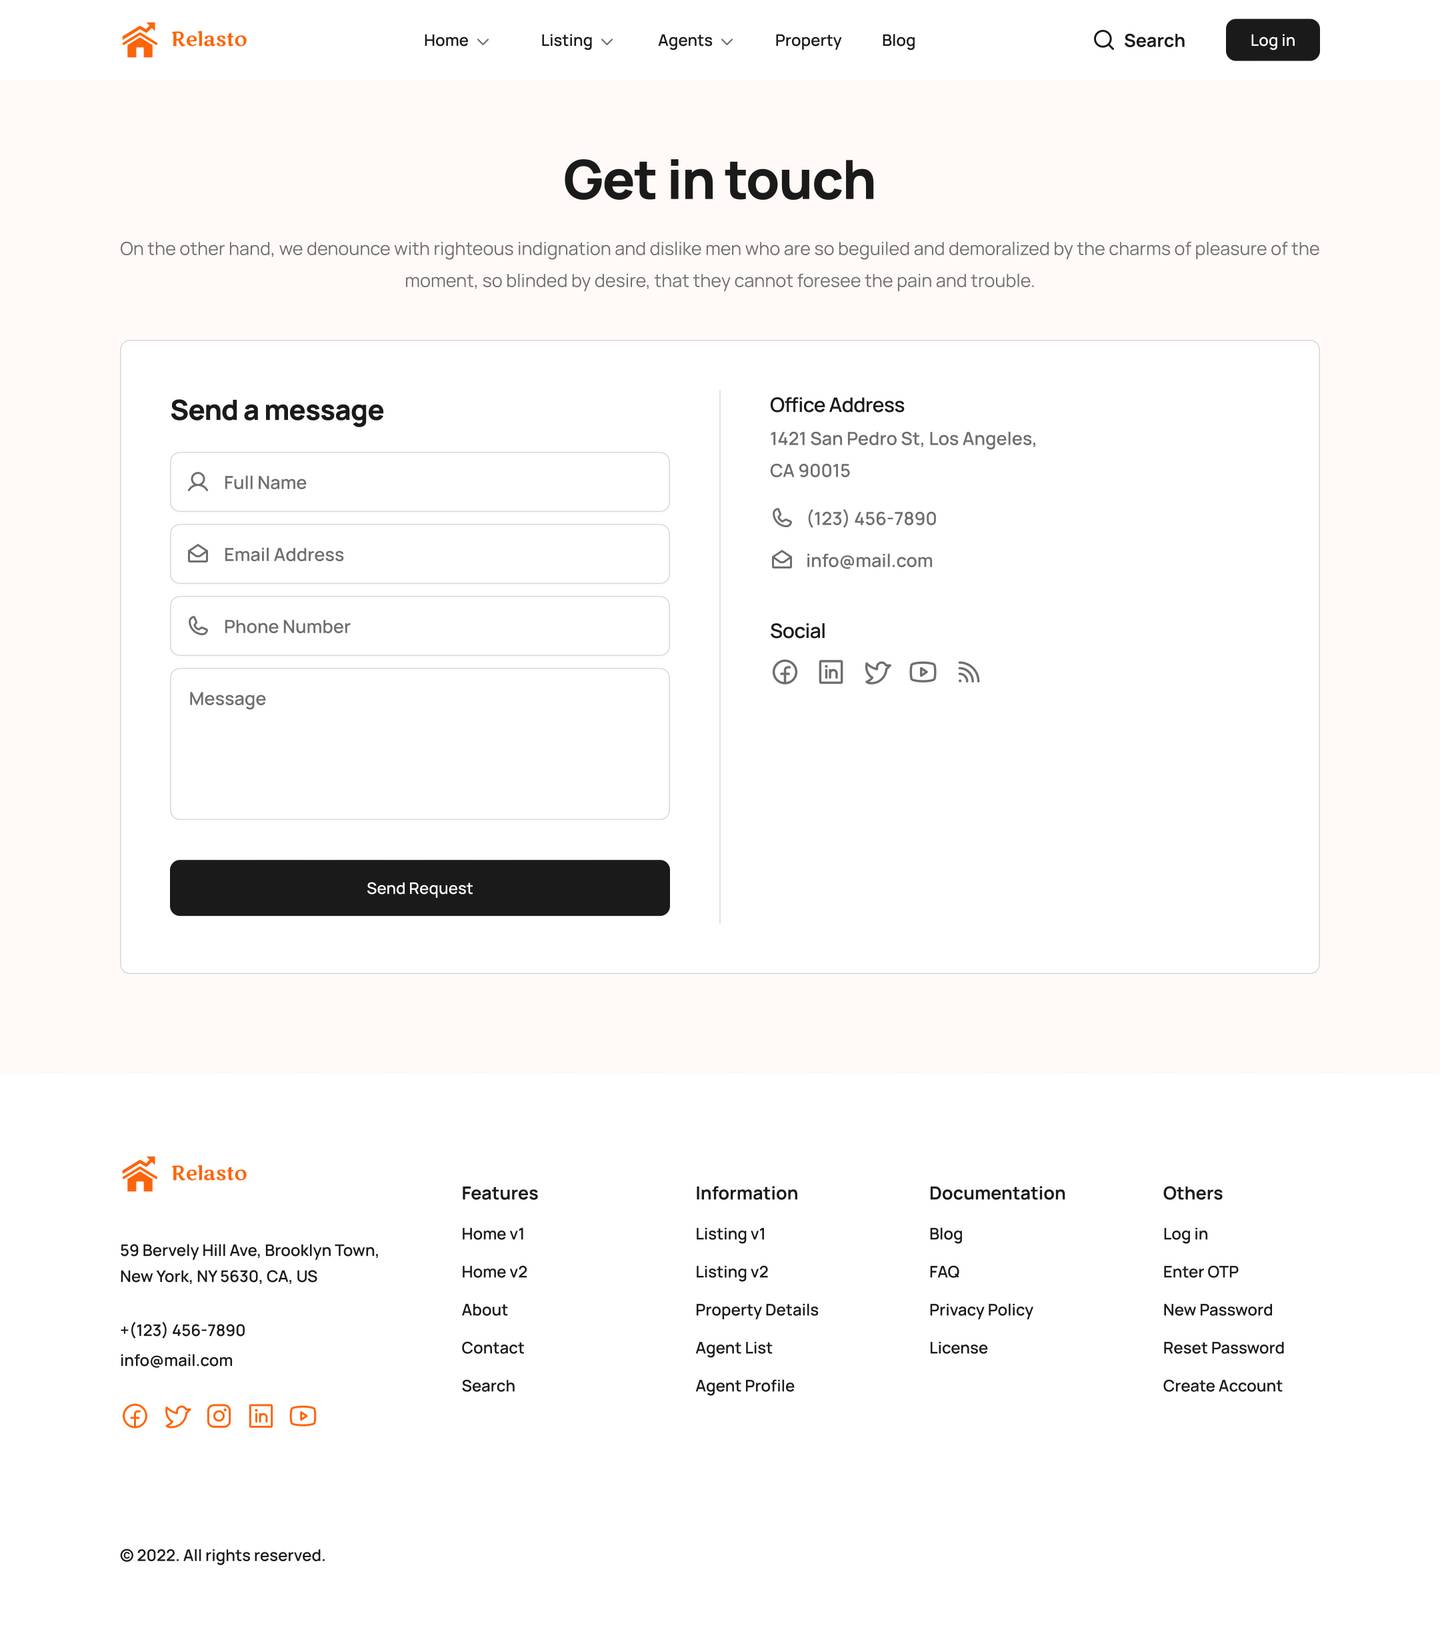 Relasto
Home
Listing
Agents
Property
Blog
Search
Log in
Get in touch
On the other hand, we denounce with righteous indignation and dislike men who are so beguiled and demoralized by the charms of pleasure of the
moment, so blinded by desire, that they cannot foresee the pain and trouble.
Send a message
Full Name
Email Address
Phone Number
Message
Send Request
Office Address
1421 San Pedro St, Los Angeles,
CA 90015
(123) 456-7890
info@mail.com
Social
Relasto
59 Bervely Hill Ave, Brooklyn Town,
New York, NY 5630, CA, US
+(123) 456-7890
info@mail.com
Features
Home v1
Home v2
About
Contact
Search
Information
Listing v1
Listing v2
Property Details
Agent List
Agent Profile
Documentation
Blog
FAQ
Privacy Policy
License
Others
Log in
Enter OTP
New Password
Reset Password
Create Account
© 2022. All rights reserved.